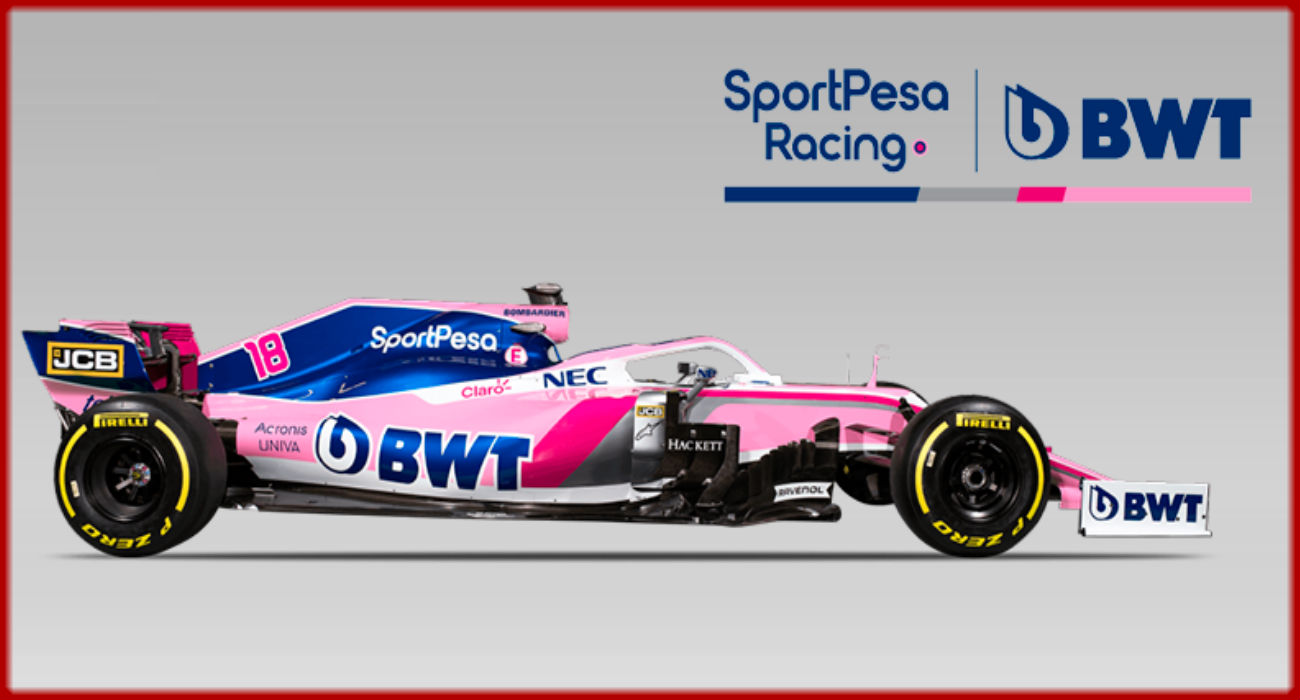 SportPesa
Racing
BWT
BOMBARDIER
18
SportPesa
E
JCB
NEC
Claro
Acronis
UNIVA
BWT
JCB
HACKETT
RAVENOL
PIRELLI
P ZERO
PIRELLI
P ZERO
BWT